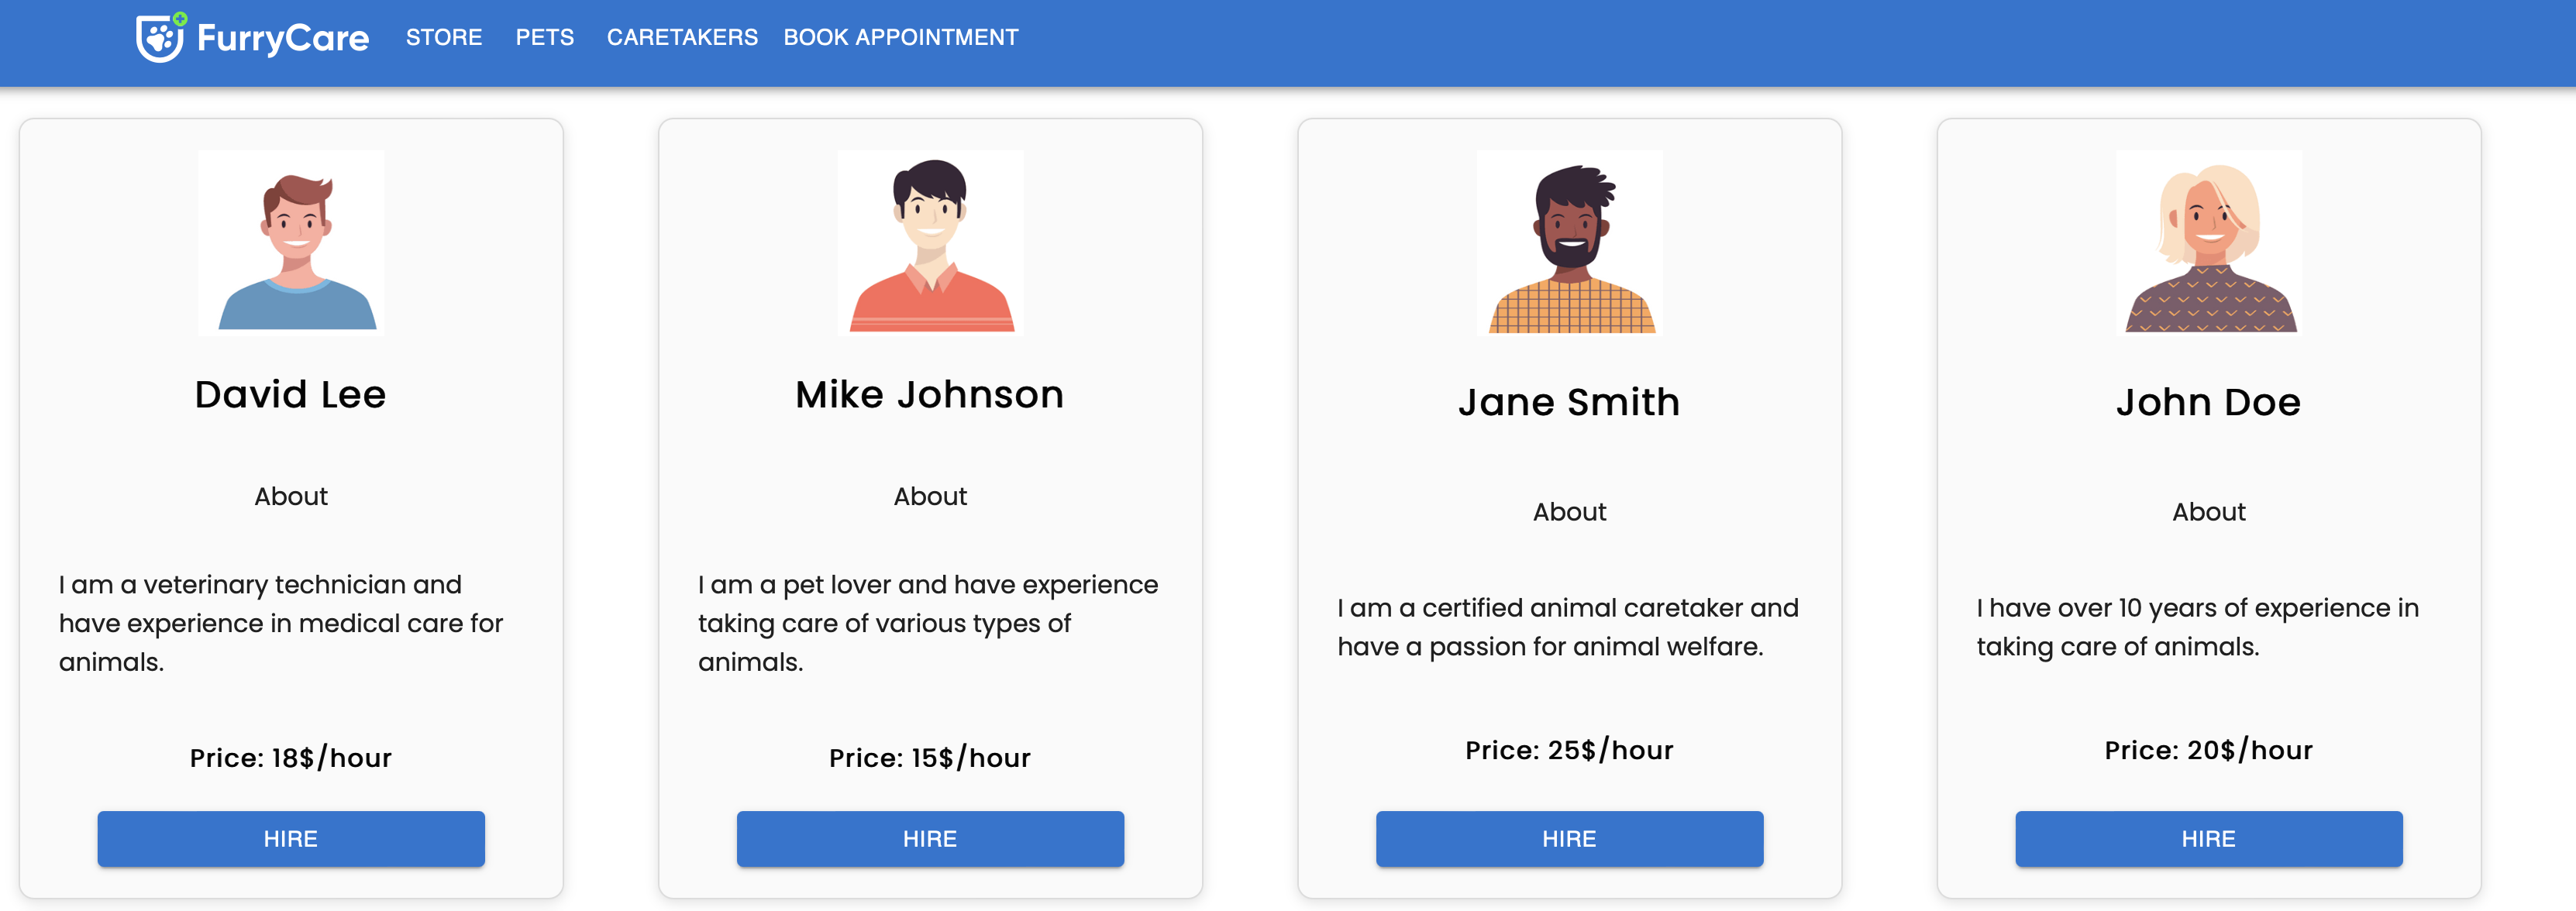 FurryCare STORE PETS CARETAKERS BOOK APPOINTMENT
David Lee
About
I am a veterinary technician and
have experience in medical care for
animals.
Price: 18$/hour
HIRE
Mike Johnson
About
I am a pet lover and have experience
taking care of various types of
animals.
Price: 15$/hour
HIRE
Jane Smith
About
I am a certified animal caretaker and
have a passion for animal welfare.
Price: 25$/hour
HIRE
John Doe
About
I have over 10 years of experience in
taking care of animals.
Price: 20$/hour
HIRE